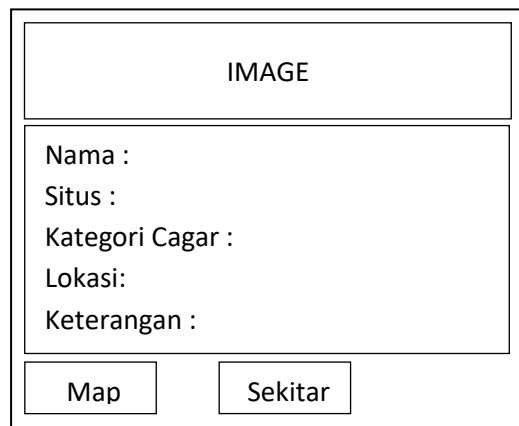 IMAGE
Nama :
Situs :
Kategori Cagar :
Lokasi:
Keterangan :
Map
Sekitar